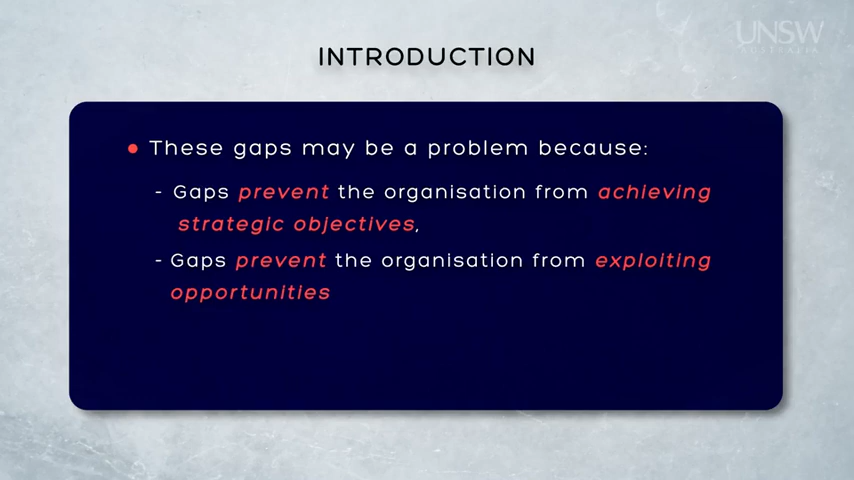 UNSW
AUSTRALIA
INTRODUCTION
• These gaps may be a problem because:
- Gaps prevent the organisation from achieving
strategic objectives,
- Gaps prevent the organisation from exploiting
opportunities